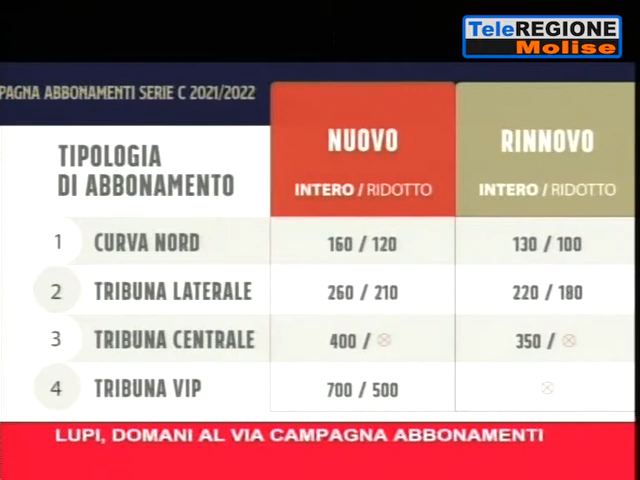 TeleREGIONE
Molise
PAGNA ABBONAMENTI SERIE C 2021/2022
TIPOLOGIA
DI ABBONAMENTO
NUOVO
INTERO / RIDOTTO
RINNOVO
INTERO / RIDOTTO
1 CURVA NORD 160 / 120 130 / 100
2 TRIBUNA LATERALE 260 / 210 220 / 180
3 TRIBUNA CENTRALE 400 / 350 /
4 TRIBUNA VIP 700 / 500
LUPI, DOMANI AL VIA CAMPAGNA ABBONAMENTI